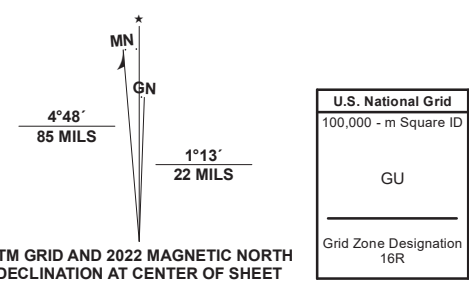 MN
GN
4°48´
85 MILS
1°13´
22 MILS
TM GRID AND 2022 MAGNETIC NORTH
DECLINATION AT CENTER OF SHEET
U.S. National Grid
100,000 - m Square ID
GU
Grid Zone Designation
16R